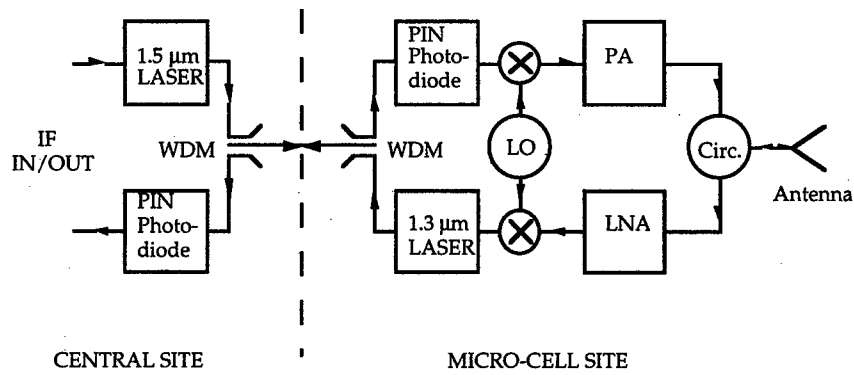 1.5 µm
LASER
PIN
Photo-
diode
PA
IF
IN/OUT
WDM
WDM
LO
Circ.
Antenna
PIN
Photo-
diode
1.3 µm
LASER
LNA
CENTRAL SITE
MICRO-CELL SITE